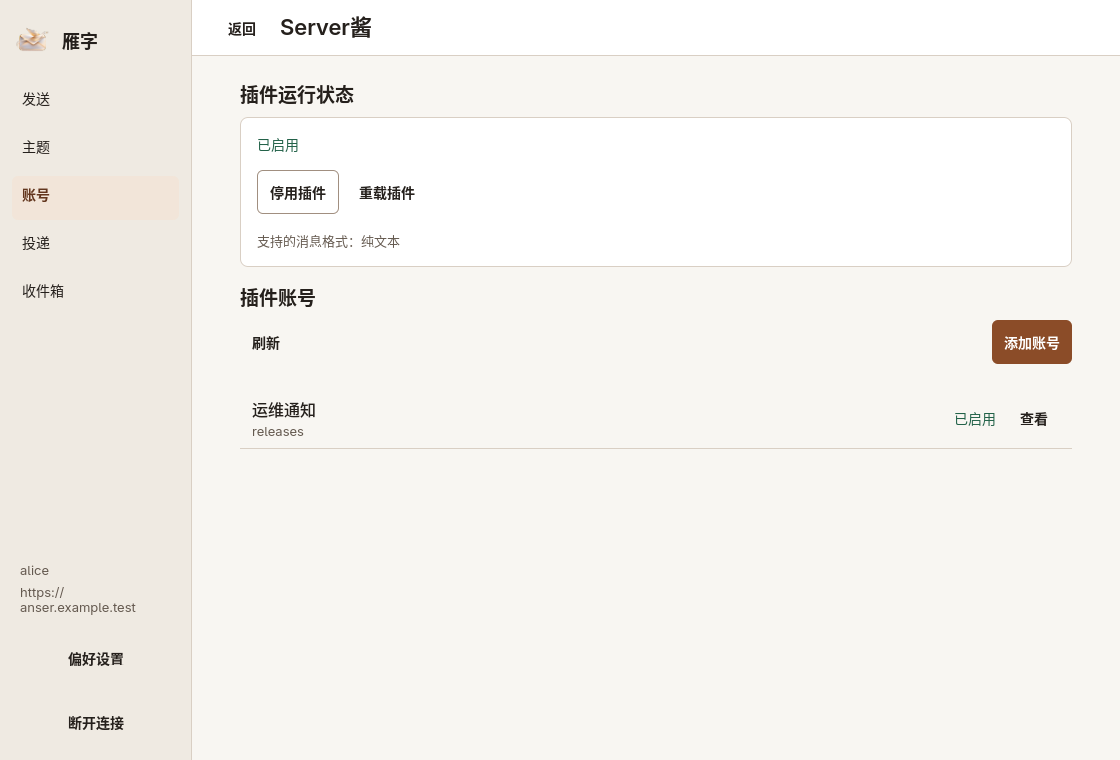 雁字
发送
主题
账号
投递
收件箱
alice
https://
anser.example.test
偏好设置
断开连接
返回
Server酱
插件运行状态
已启用
停用插件
重载插件
支持的消息格式：纯文本
插件账号
刷新
添加账号
运维通知
releases
已启用
查看